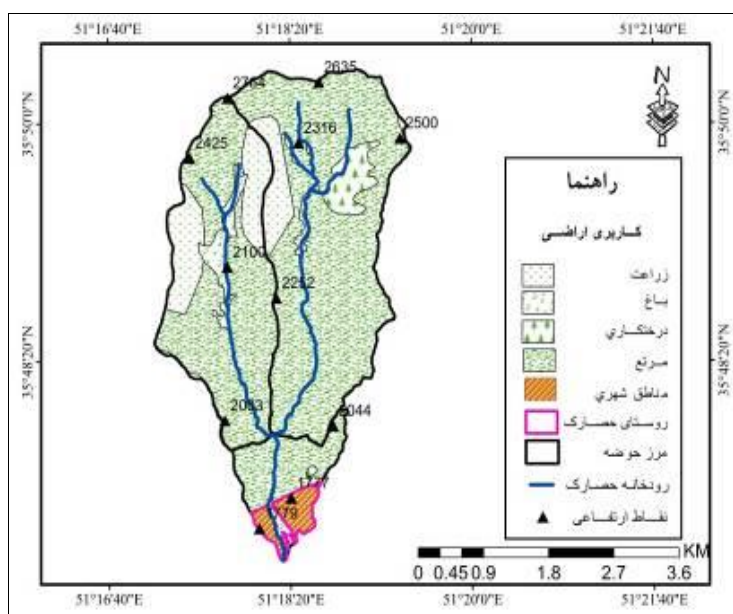 51°16'40"E 51°18'20"E 51°20'0"E 51°21'40"E
35°50'0"N
35°48'20"N
2764
2635
2425
2316
2500
2100
2212
2044
N
راهنما
کاربری اراضی
زراعت
باغ
درختکاری
مرتع
مناطق شهری
روستای حصارک
مرز حوضه
رودخانه حصارک
نقاط ارتفاعی
KM
0 0.45 0.9 1.8 2.7 3.6
35°50'0"N
35°48'20"N
51°16'40"E 51°18'20"E 51°20'0"E 51°21'40"E